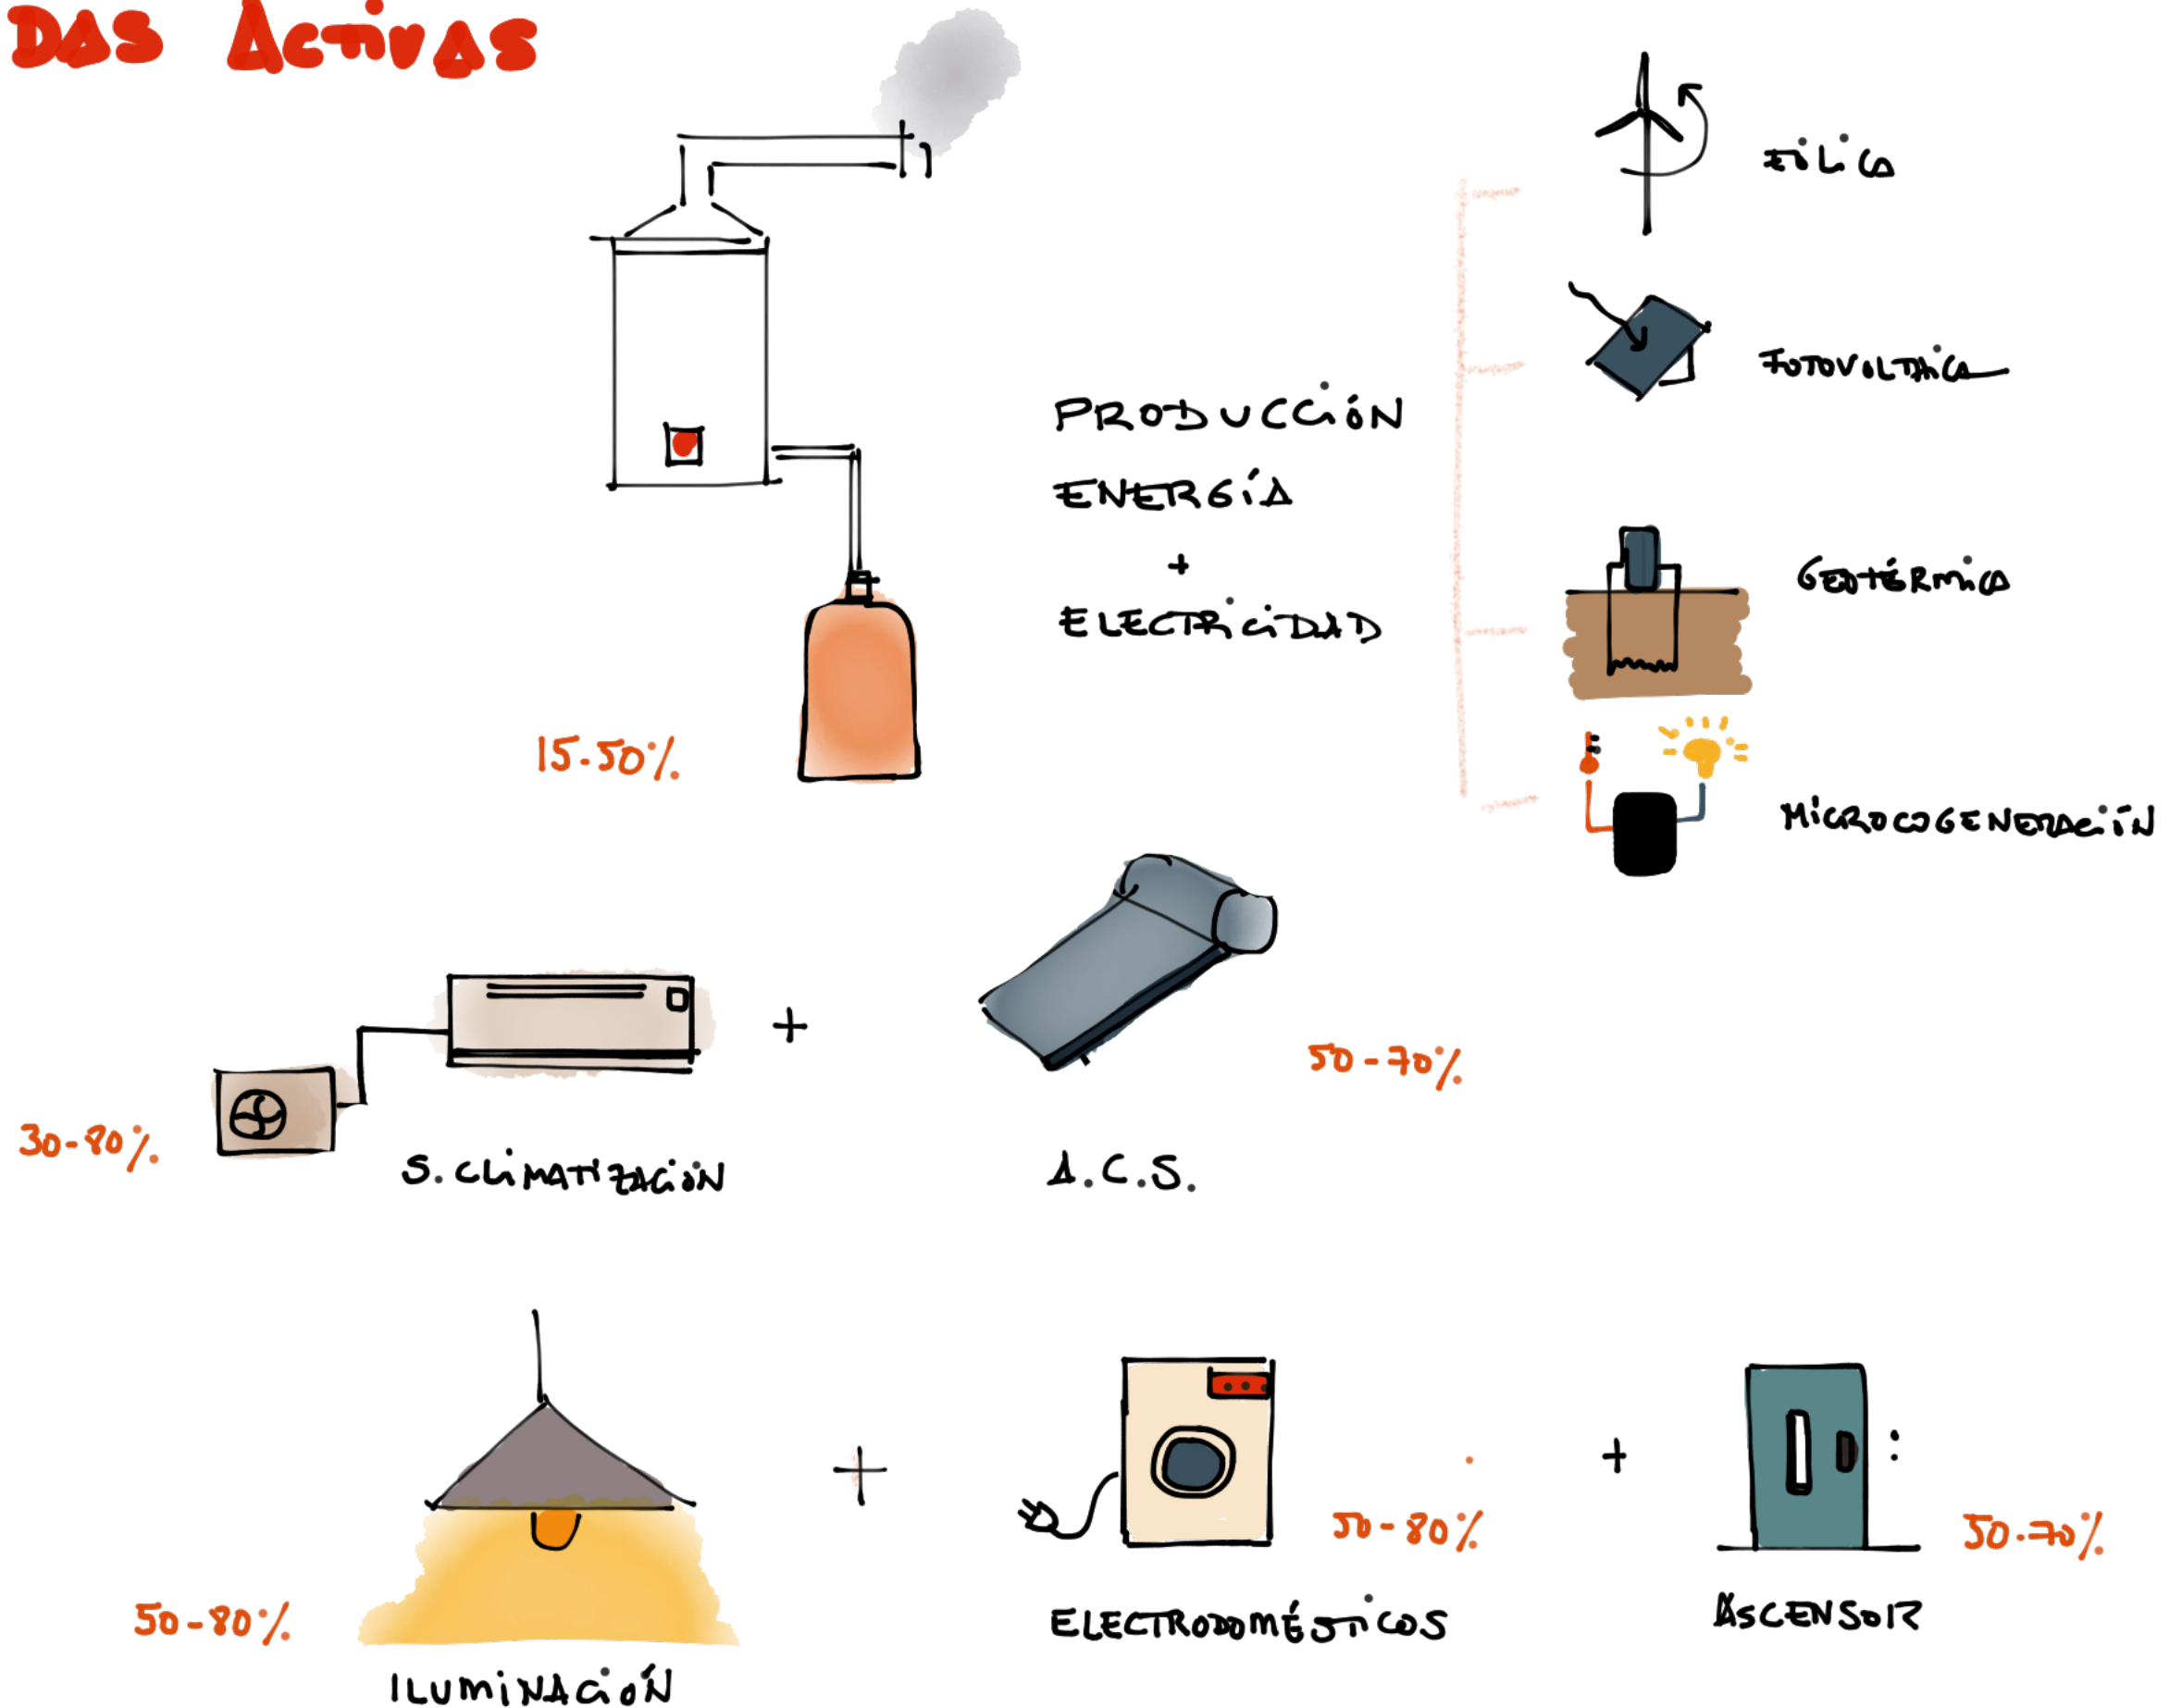 DAS ACTIVAS
EÓLICA
FOTOVOLTAICA
PRODUCCIÓN
ENERGÍA
+
ELECTRICIDAD
GEOTÉRMICA
15-50%
MICROCOGENERACIÓN
+
50-70%
30-80%
S. CLIMATIZACIÓN
A.C.S.
+
+
50-80%
50-70%
50-80%
ELECTRODOMÉSTICOS
ASCENSOR
ILUMINACIÓN